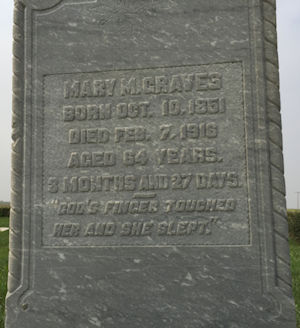 MARY M. GRAVES
BORN OCT. 10, 1851
DIED FEB. 7, 1916
AGED 64 YEARS.
3 MONTHS AND 27 DAYS.
"GOD'S FINGER TOUCHED
HER AND SHE SLEPT."